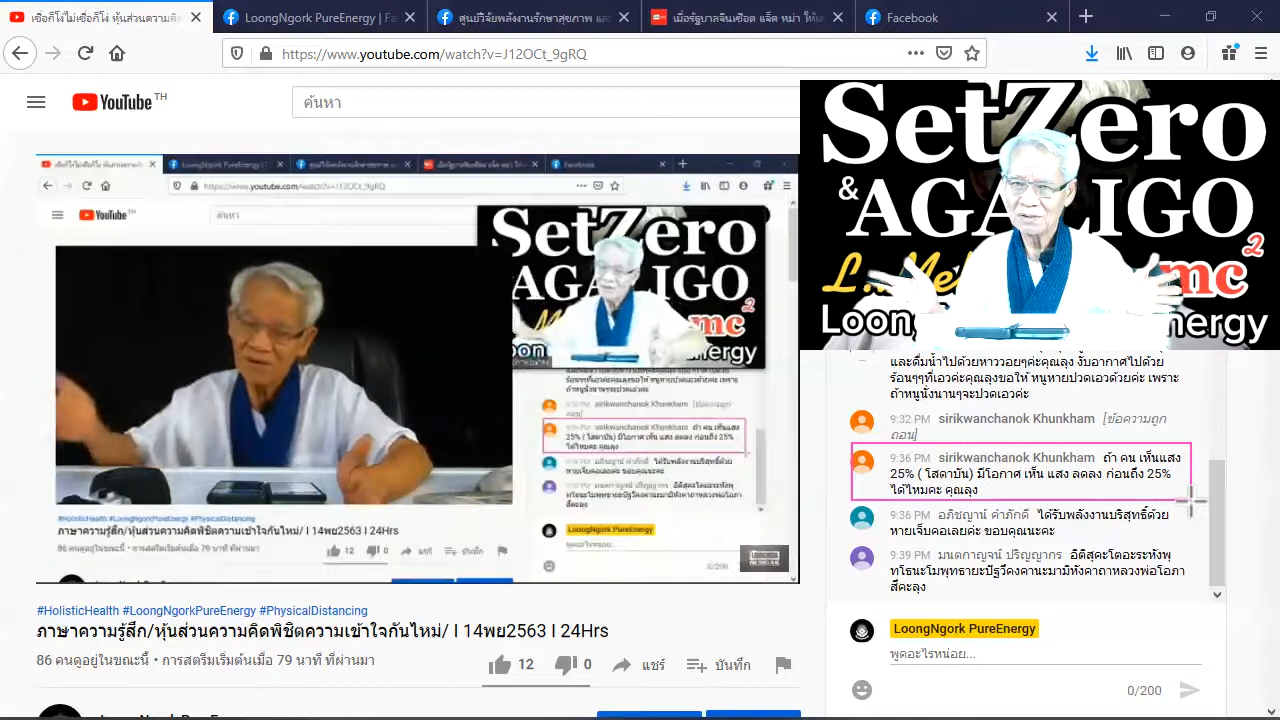 เชื่อก็โง่ไม่เชื่อก็โง่ หุ้นส่วนความคิ
LoongNgork PureEnergy | Fa
ศูนย์วิจัยพลังงานรักษาสุขภาพ และ
เมื่อรัฐบาลจีนเชือด แจ็ค หม่า ให้
Facebook
https://www.youtube.com/watch?v=J12OCt_9gRQ
YouTube TH
ค้นหา
SetZero
& AGALIGO
mc2
Loon
nergy
YouTube TH
ค้นหา
SetZero
AGALIGO
mc2
Energy
และดื่มน้ำไปด้วยหาววอยๆค่ะคุณลุง งับอากาศไปด้วย
ร้อนๆๆที่เอวค่ะคุณลุงขอให้ หนูหายปวดเอวด้วยค่ะ เพราะ
ถ้าหนูนั่งนานๆจะปวดเอวค่ะ
9:32 PM sirikwanchanok Khunkham [ข้อความถูก
ถอน]
9:36 PM sirikwanchanok Khunkham ถ้า คน เห้นแสง
25% ( โสดาบัน) มีโอกาศ เห้น แสง ลดลง ก่อนถึง 25%
ได้ไหมคะ คุณลุง
9:36 PM อภิชญาน์ คำภักดี ได้รับพลังงานบริสุทธิ์ด้วย
หายเจ็บคอเลยค่ะ ขอบคุณนะคะ
9:39 PM มนตกาญจน์ ปริญญากร อิติสุคะโตอะระหังพุ
ทโธนะโมพุทธายะปัฐวีคงคานะมามิหังคาถาหลวงพ่อโอภา
สีคะลุง
LoongNgork PureEnergy
พูดอะไรหน่อย...
0/200
#HolisticHealth #LoongNgorkPureEnergy #PhysicalDistancing
ภาษาความรู้สึก/หุ้นส่วนความคิดพิชิตความเข้าใจกันไหม/ l 14พย2563 l 24Hrs
86 คนดูอยู่ในขณะนี้ • การสตรีมเริ่มต้นเมื่อ 79 นาที ที่ผ่านมา
12
0
แชร์
บันทึก